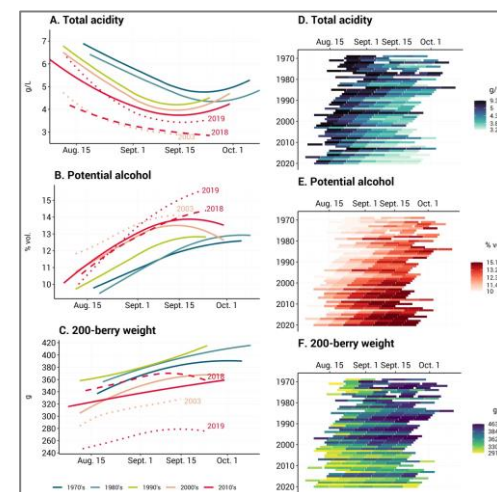 A. Total acidity
g/L
7
6
5
4
3
2019
2018
2003
Aug. 15 Sept. 1 Sept. 15 Oct. 1
B. Potential alcohol
% vol.
15
14
13
12
11
10
2019
2003
2018
Aug. 15 Sept. 1 Sept. 15 Oct. 1
C. 200-berry weight
g
420
400
380
360
340
320
300
280
260
240
2018
2003
2019
Aug. 15 Sept. 1 Sept. 15 Oct. 1
1970's 1980's 1990's 2000's 2010's
D. Total acidity
Aug. 15 Sept. 1 Sept. 15 Oct. 1
1970
1980
1990
2000
2010
2020
g/
5
E. Potential alcohol
Aug. 15 Sept. 1 Sept. 15 Oct. 1
1970
1980
1990
2000
2010
2020
% vo
10
F. 200-berry weight
Aug. 15 Sept. 1 Sept. 15 Oct. 1
1970
1980
1990
2000
2010
2020
g